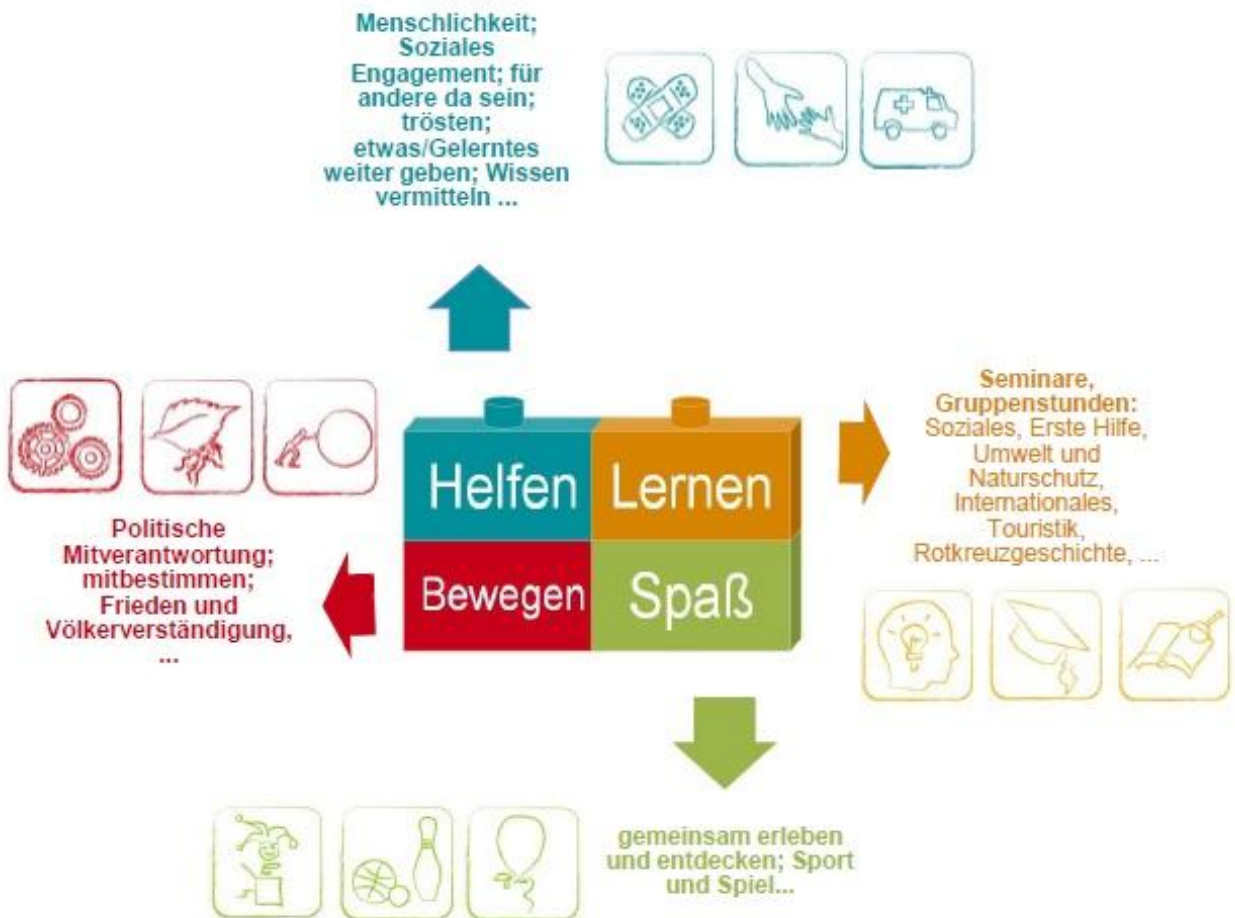 Menschlichkeit;
Soziales
Engagement; für
andere da sein;
trösten;
etwas/Gelerntes
weiter geben; Wissen
vermitteln ...
Helfen
Lernen
Bewegen
Spaß
Seminare,
Gruppenstunden:
Soziales, Erste Hilfe,
Umwelt und
Naturschutz,
Internationales,
Touristik,
Rotkreuzgeschichte, ...
Politische
Mitverantwortung;
mitbestimmen;
Frieden und
Völkerverständigung,
...
gemeinsam erleben
und entdecken; Sport
und Spiel...